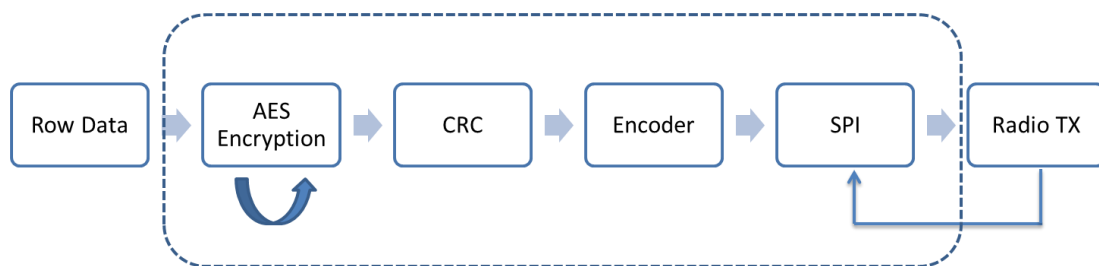 Row Data
AES
Encryption
CRC
Encoder
SPI
Radio TX